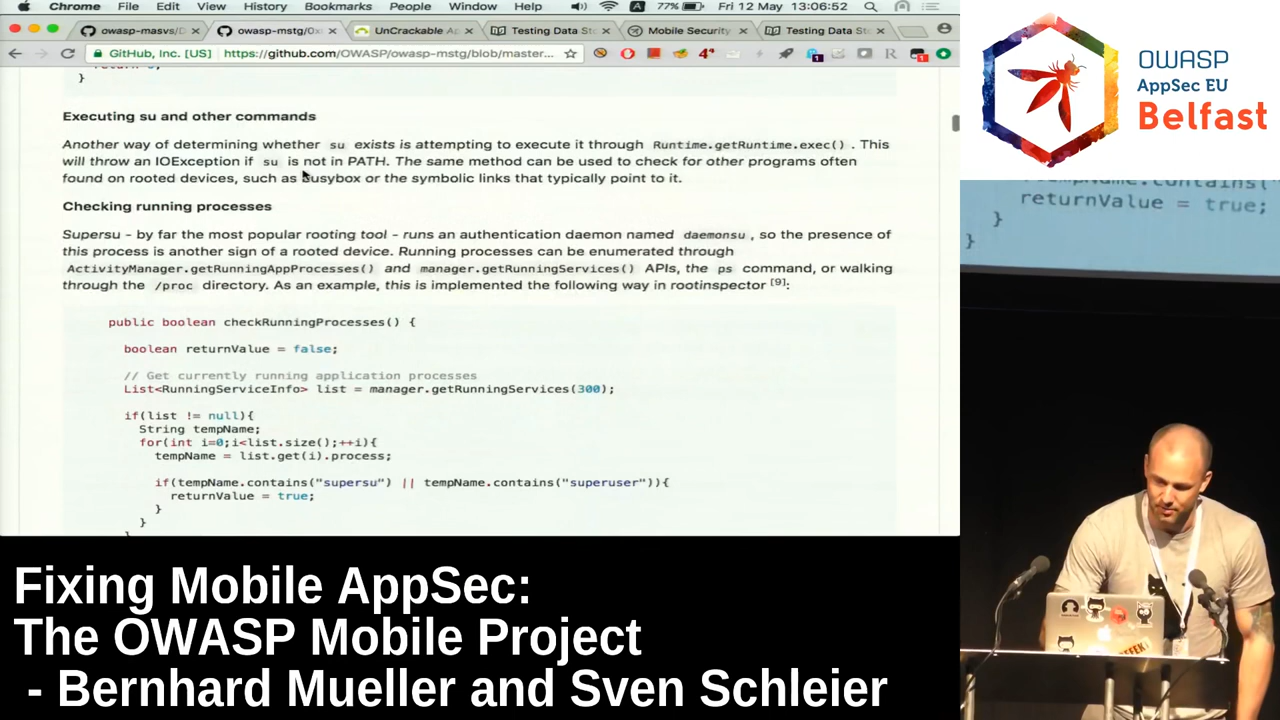 Chrome File Edit View History Bookmarks People Window Help 77% Fri 12 May 13:06:52
owasp-masvs/D owasp-mstg/0x UnCrackable Ap Testing Data St Mobile Security Testing Data St
GitHub, Inc. [US] https://github.com/OWASP/owasp-mstg/blob/master...
}
Executing su and other commands
Another way of determining whether su exists is attempting to execute it through Runtime.getRuntime.exec() . This
will throw an IOException if su is not in PATH. The same method can be used to check for other programs often
found on rooted devices, such as busybox or the symbolic links that typically point to it.
Checking running processes
Supersu - by far the most popular rooting tool - runs an authentication daemon named daemonsu , so the presence of
this process is another sign of a rooted device. Running processes can be enumerated through
ActivityManager.getRunningAppProcesses() and manager.getRunningServices() APIs, the ps command, or walking
through the /proc directory. As an example, this is implemented the following way in rootinspector [9]:
public boolean checkRunningProcesses() {
boolean returnValue = false;
// Get currently running application processes
List<RunningServiceInfo> list = manager.getRunningServices(300);
if(list != null){
String tempName;
for(int i=0;i<list.size();++i){
tempName = list.get(i).process;
if(tempName.contains("supersu") || tempName.contains("superuser")){
returnValue = true;
}
}
}
OWASP
AppSec EU
Belfast
tempName.contains("
returnValue = true;
}
}
Fixing Mobile AppSec:
The OWASP Mobile Project
- Bernhard Mueller and Sven Schleier